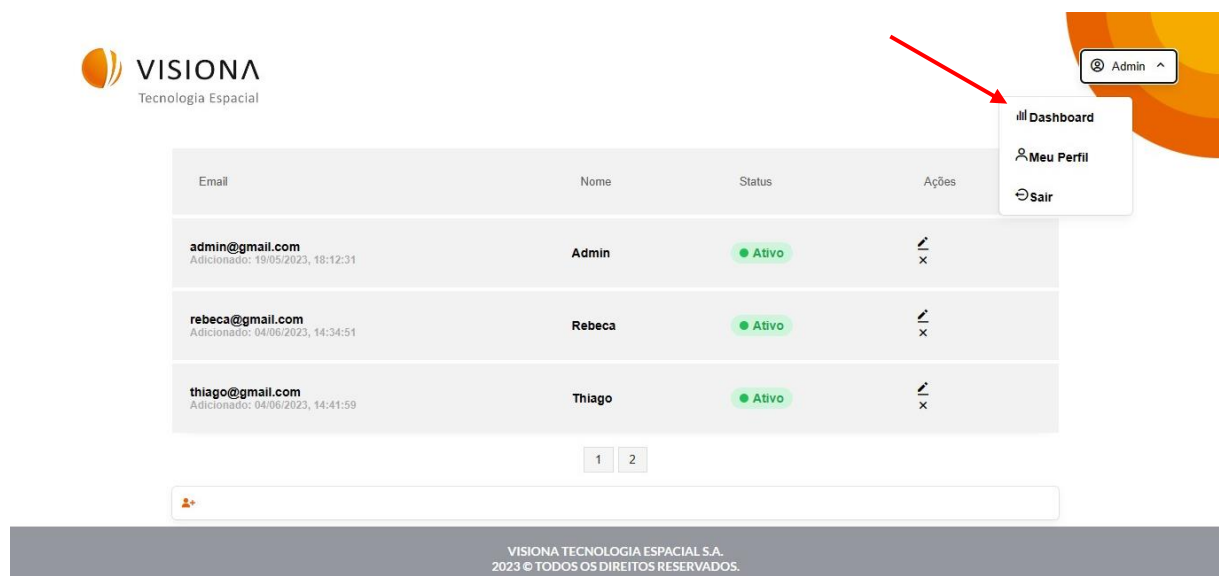 VISIONA
Tecnologia Espacial
Admin
Dashboard
Meu Perfil
Sair
Email Nome Status Ações
admin@gmail.com
Adicionado: 19/05/2023, 18:12:31
Admin Ativo
rebeca@gmail.com
Adicionado: 04/06/2023, 14:34:51
Rebeca Ativo
thiago@gmail.com
Adicionado: 04/06/2023, 14:41:59
Thiago Ativo
1 2
VISIONA TECNOLOGIA ESPACIAL S.A.
2023 © TODOS OS DIREITOS RESERVADOS.